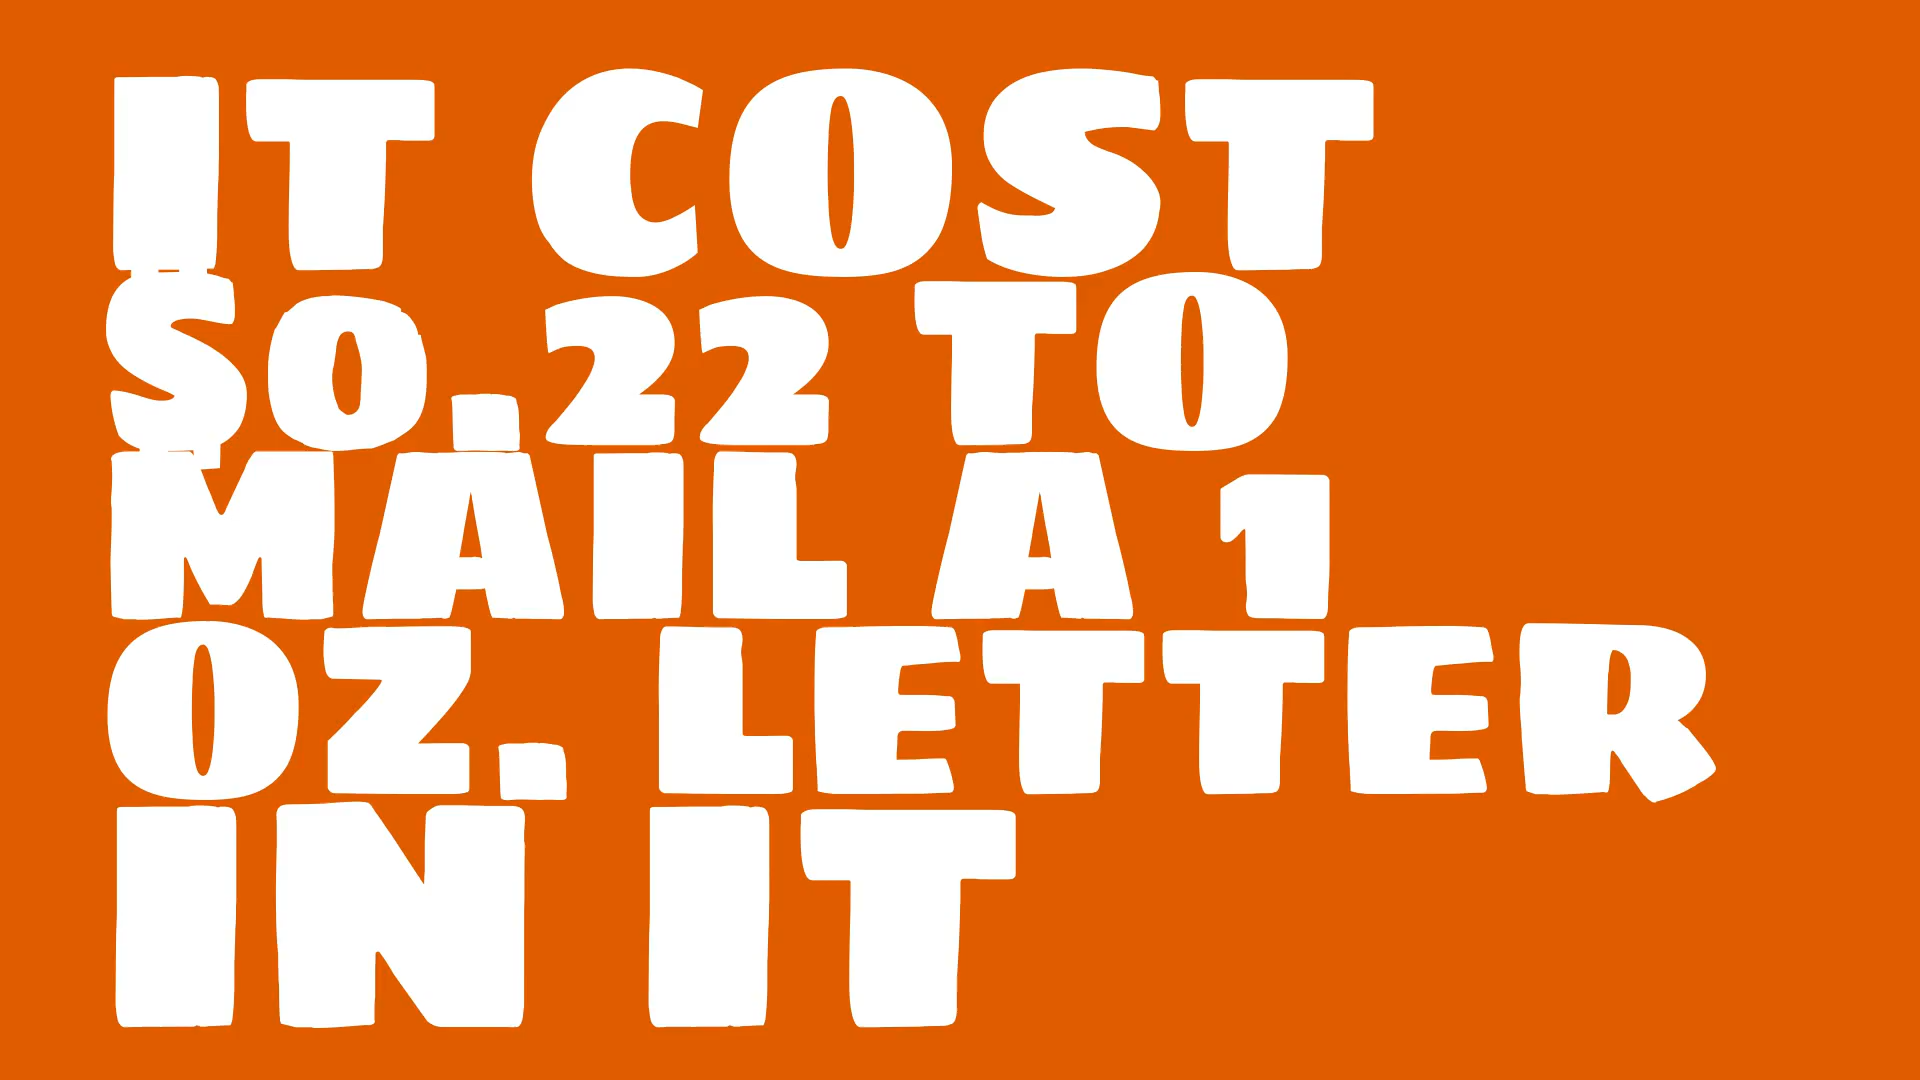 IT COST
$0.22 TO
MAIL A 1
OZ. LETTER
IN IT